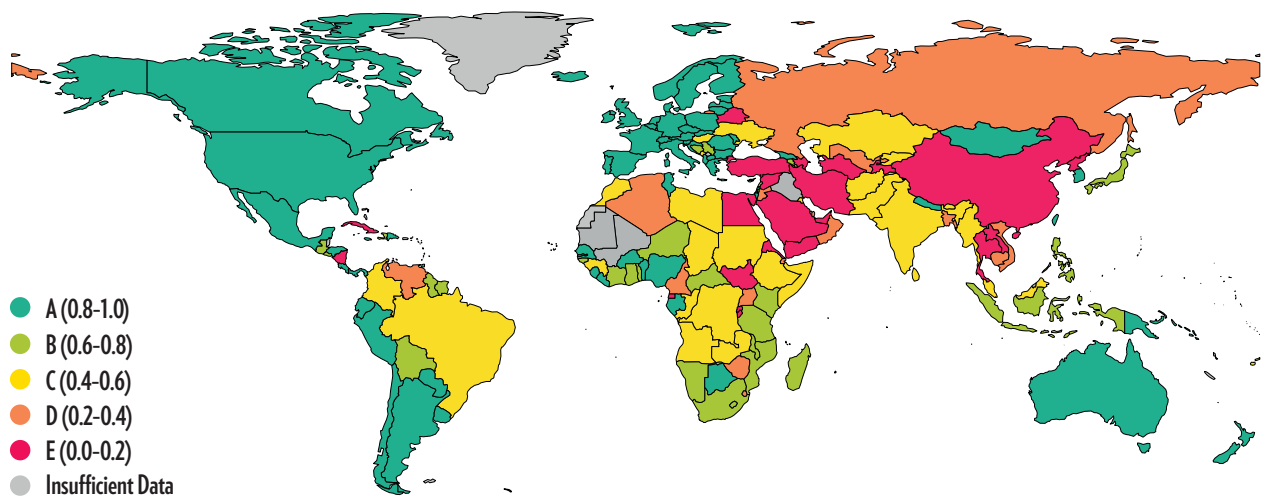 A (0.8–1.0)
B (0.6–0.8)
C (0.4–0.6)
D (0.2–0.4)
E (0.0–0.2)
Insufficient Data